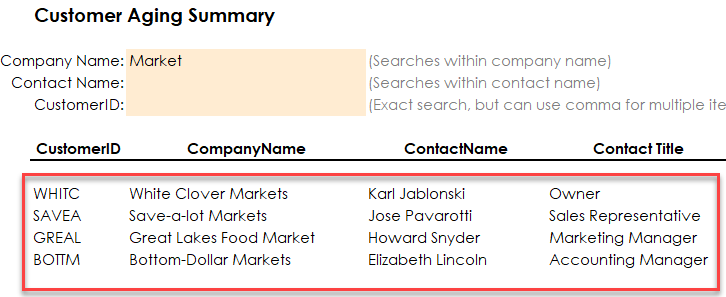 Customer Aging Summary
Company Name: Market (Searches within company name)
Contact Name: (Searches within contact name)
CustomerID: (Exact search, but can use comma for multiple ite
CustomerID CompanyName ContactName Contact Title
WHITC White Clover Markets Karl Jablonski Owner
SAVEA Save-a-lot Markets Jose Pavarotti Sales Representative
GREAL Great Lakes Food Market Howard Snyder Marketing Manager
BOTTM Bottom-Dollar Markets Elizabeth Lincoln Accounting Manager